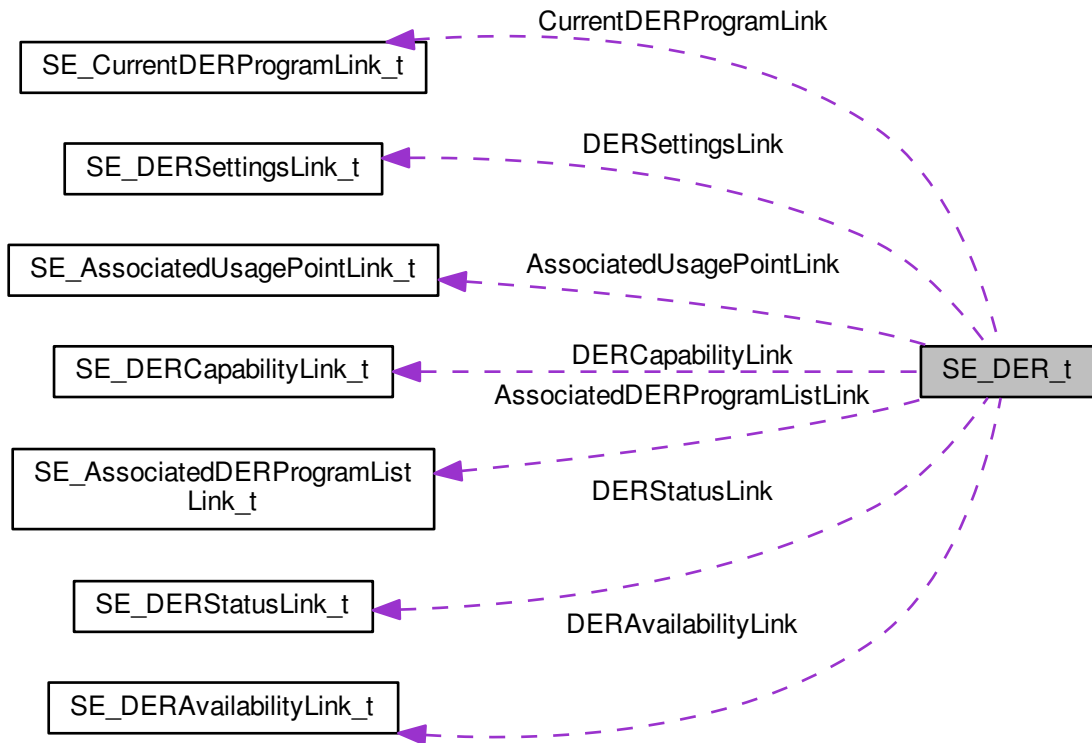 CurrentDERProgramLink
SE_CurrentDERProgramLink_t
DERSettingsLink
SE_DERSettingsLink_t
AssociatedUsagePointLink
SE_AssociatedUsagePointLink_t
DERCapabilityLink
SE_DERCapabilityLink_t
SE_DER_t
AssociatedDERProgramListLink
SE_AssociatedDERProgramList
Link_t
DERStatusLink
SE_DERStatusLink_t
DERAvailabilityLink
SE_DERAvailabilityLink_t